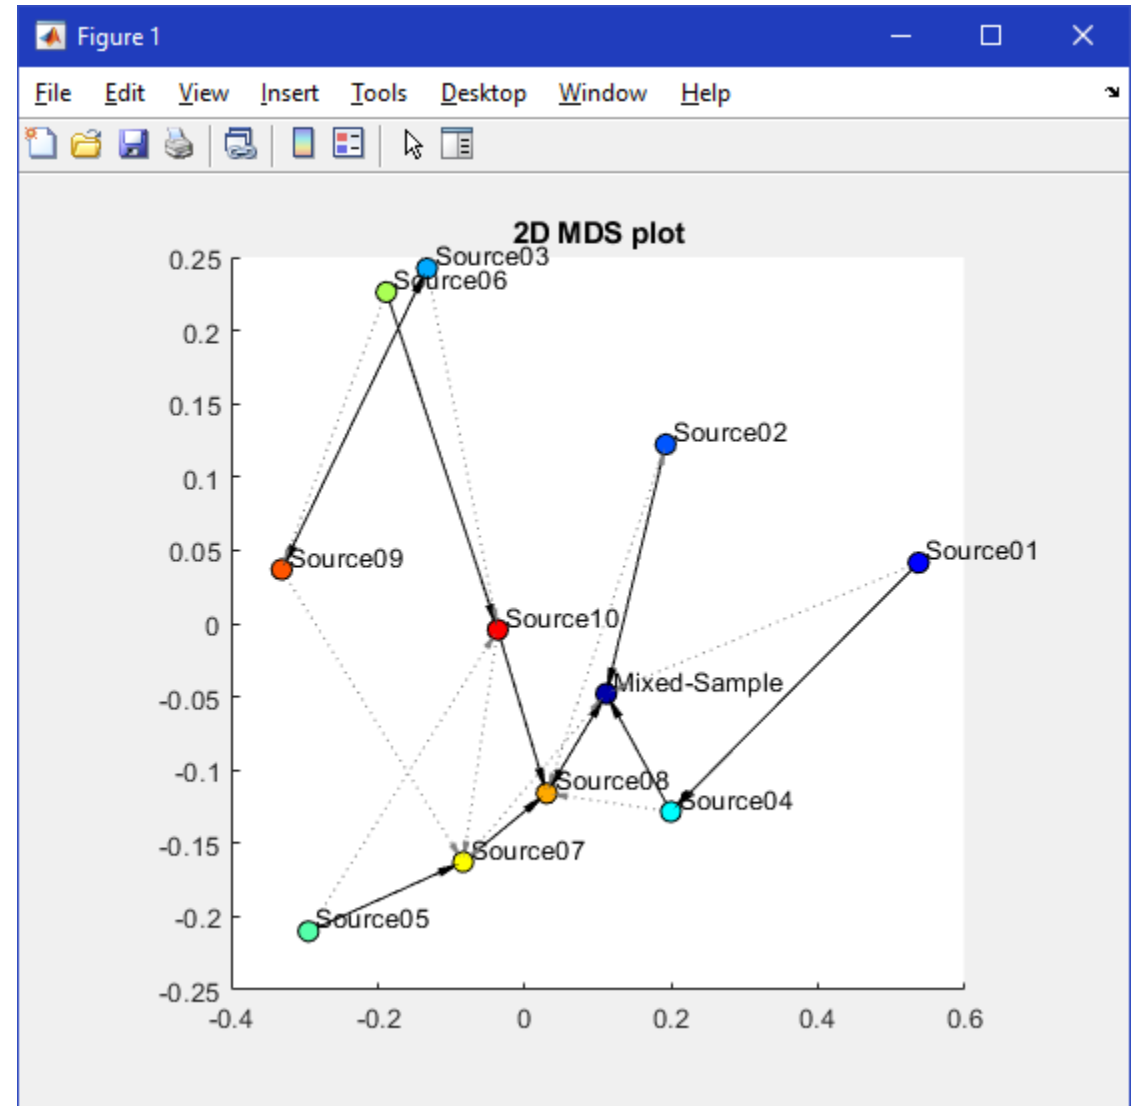 Figure 1
File Edit View Insert Tools Desktop Window Help
2D MDS plot
0.25
0.2
0.15
0.1
0.05
0
-0.05
-0.1
-0.15
-0.2
-0.25
-0.4 -0.2 0 0.2 0.4 0.6
Source03
Source06
Source02
Source01
Source09
Source10
Mixed-Sample
Source08
Source04
Source07
Source05